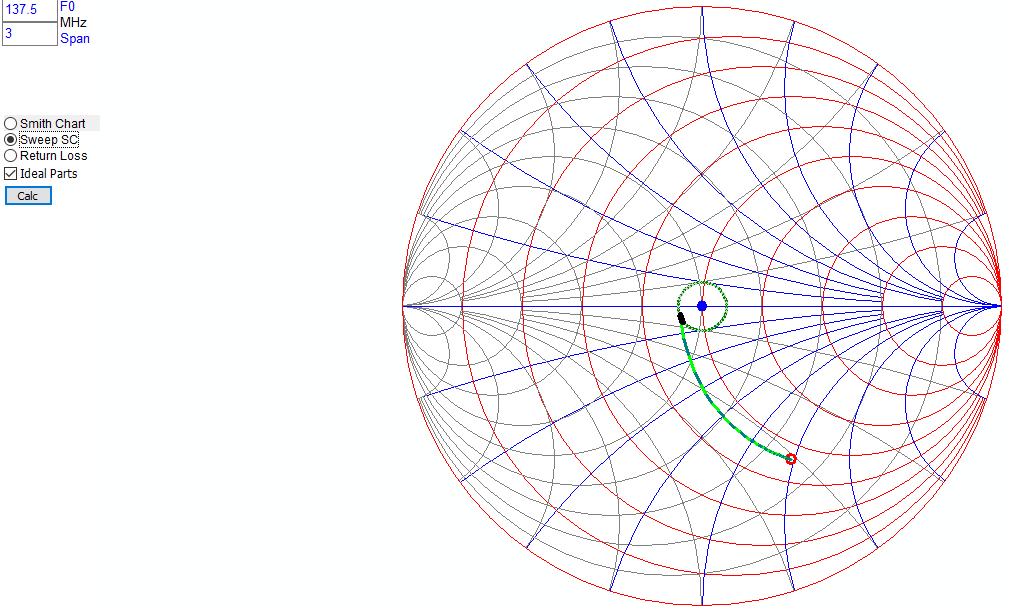 137.5 F0
MHz
3 Span
Smith Chart
Sweep SC
Return Loss
Ideal Parts
Calc